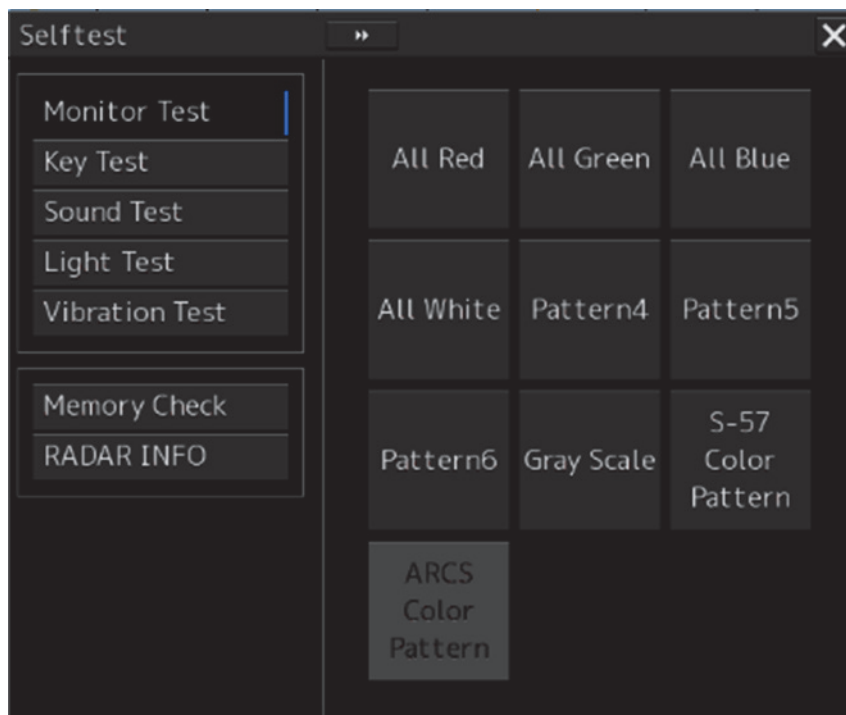 Selftest
Monitor Test
Key Test
Sound Test
Light Test
Vibration Test
Memory Check
RADAR INFO
All Red
All Green
All Blue
All White
Pattern4
Pattern5
Pattern6
Gray Scale
S-57
Color
Pattern
ARCS
Color
Pattern